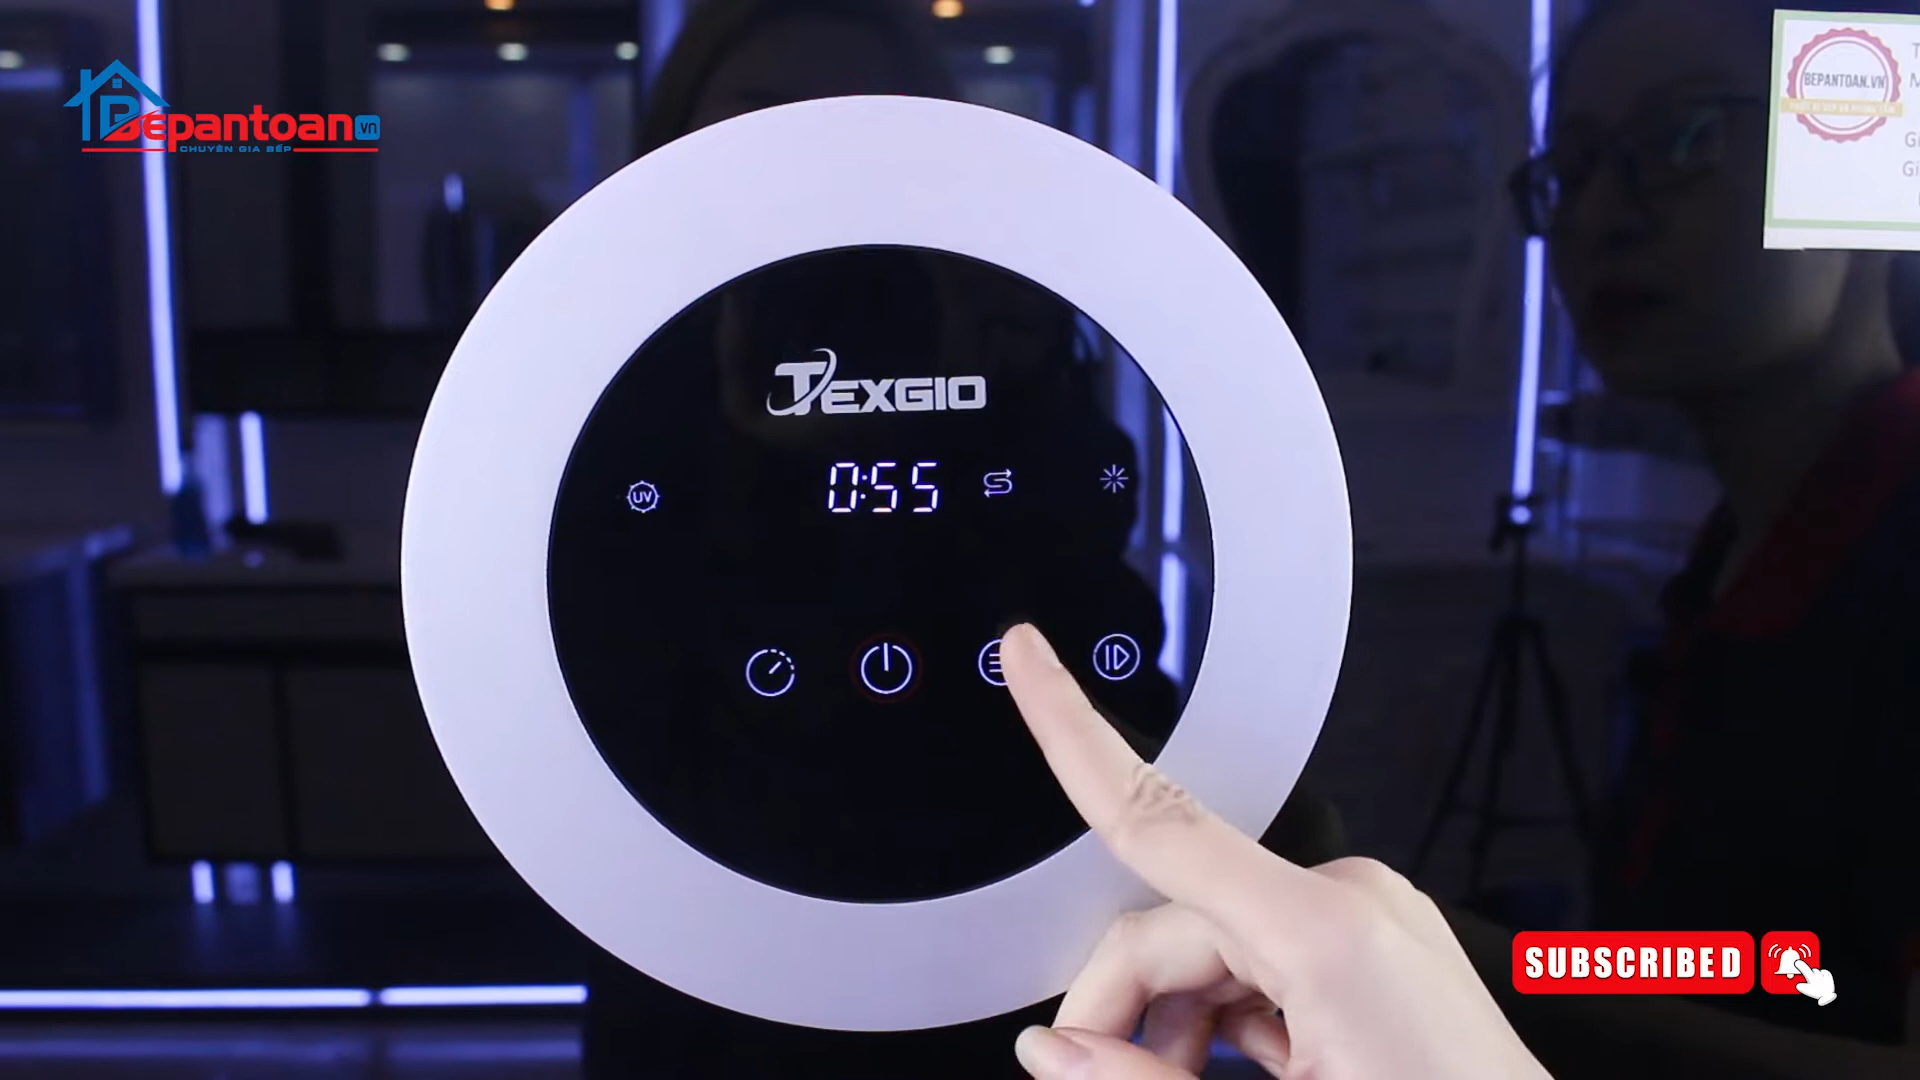 Bepantoan.vn
CHUYÊN GIA BẾP
BEPANTOAN.VN
TEXGIO
0:55
UV
SUBSCRIBED